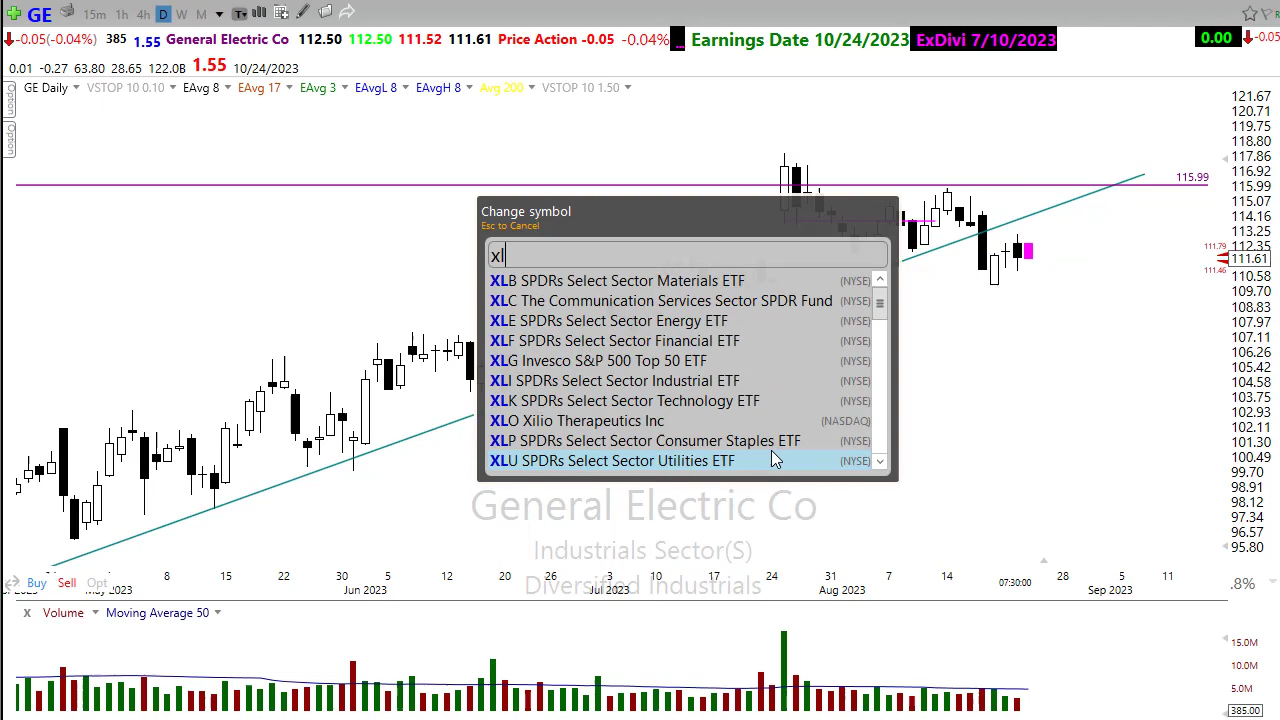 GE 15m 1h 4h D W M
-0.05(-0.04%) 385 1.55 General Electric Co 112.50 112.50 111.52 111.61 Price Action -0.05 -0.04% ... Earnings Date 10/24/2023 ExDivi 7/10/2023 0.00 -0.05
0.01 -0.27 63.80 28.65 122.0B 1.55 10/24/2023
GE Daily VSTOP 10 0.10 EAvg 8 EAvg 17 EAvg 3 EAvgL 8 EAvgH 8 Avg 200 VSTOP 10 1.50
Option
Option
121.67
120.71
119.75
118.80
117.86
116.92
115.99
115.99
115.07
114.16
113.25
112.35
111.79
111.61
111.46
110.58
109.70
108.83
107.97
107.11
106.26
105.42
104.58
103.75
102.93
102.11
101.30
100.49
99.70
98.91
98.12
97.34
96.57
95.80
Change symbol
Esc to Cancel
xl
XLB SPDRs Select Sector Materials ETF (NYSE)
XLC The Communication Services Sector SPDR Fund (NYSE)
XLE SPDRs Select Sector Energy ETF (NYSE)
XLF SPDRs Select Sector Financial ETF (NYSE)
XLG Invesco S&P 500 Top 50 ETF (NYSE)
XLI SPDRs Select Sector Industrial ETF (NYSE)
XLK SPDRs Select Sector Technology ETF (NYSE)
XLO Xilio Therapeutics Inc (NASDAQ)
XLP SPDRs Select Sector Consumer Staples ETF (NYSE)
XLU SPDRs Select Sector Utilities ETF (NYSE)
General Electric Co
Industrials Sector(S)
Diversified Industrials
8 15 22 30 5 12 20 26 3 10 17 24 31 7 14 07:30:00 28 5 11
Buy Sell Opt .8%
May 2023 Jun 2023 Jul 2023 Aug 2023 Sep 2023
X Volume Moving Average 50
15.0M
10.0M
5.0M
385.00